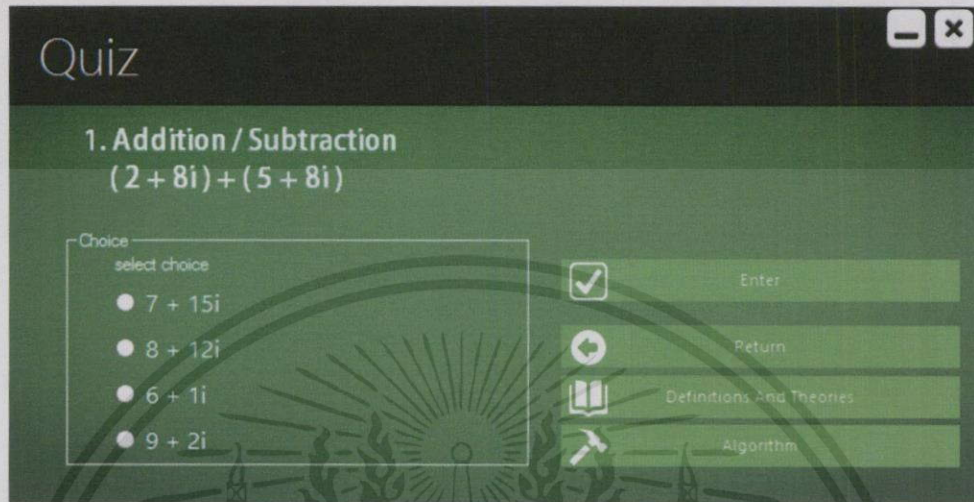 Quiz
1. Addition / Subtraction
(2 + 8i) + (5 + 8i)
Choice
select choice
7 + 15i
8 + 12i
6 + 1i
9 + 2i
Enter
Return
Definitions And Theories
Algorithm